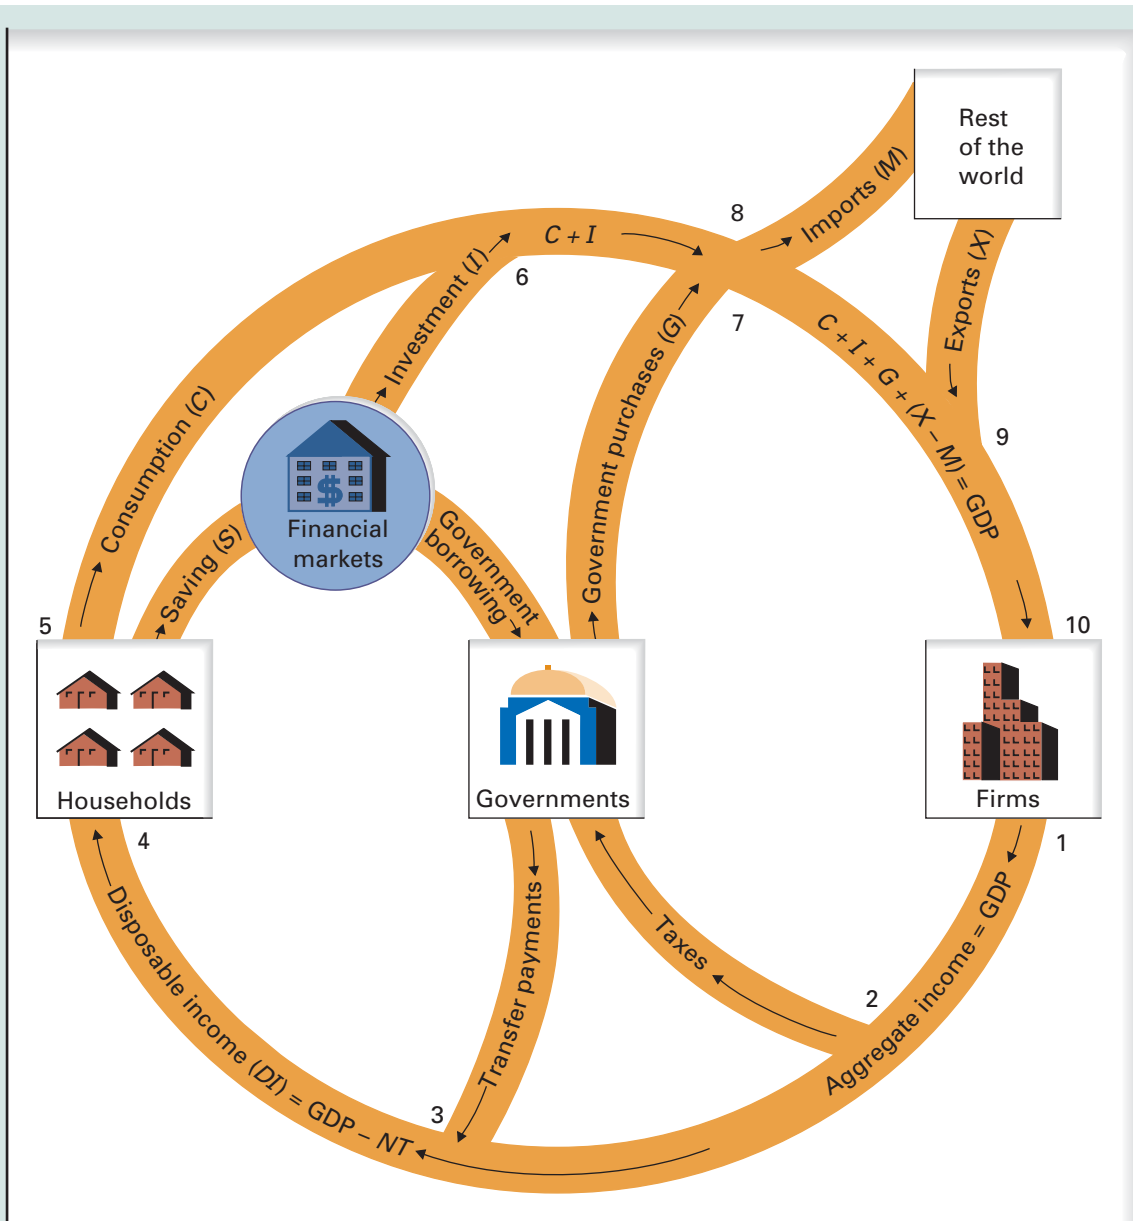 Rest
of the
world
8
Imports (M)
C + I
Exports (X)
6
Investment (I)
7
Government purchases (G)
C + I + G + (X – M) = GDP
9
Consumption (C)
$
Financial
markets
Saving (S)
Government
borrowing
5
10
Households
Governments
Firms
4
1
Disposable income (DI) = GDP – NT
Transfer payments
Taxes
2
Aggregate income = GDP
3